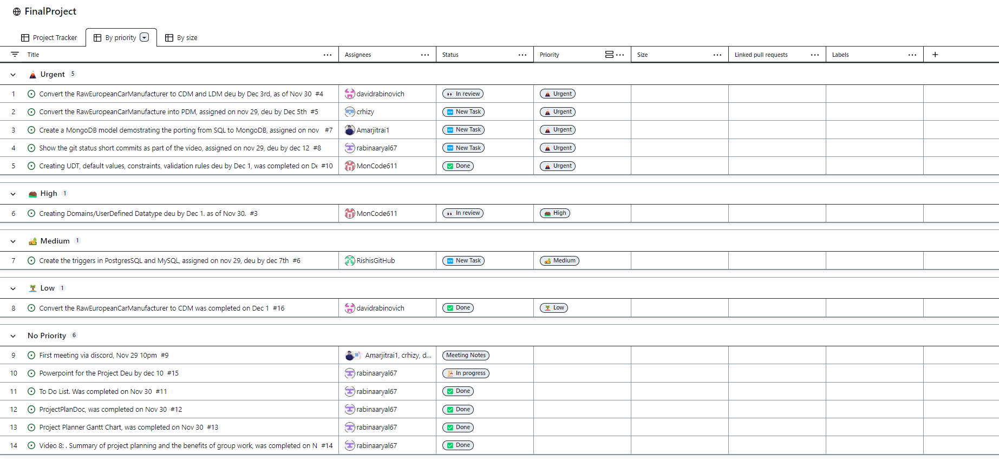 FinalProject
Project Tracker By priority By size
Title Assignees Status Priority Size Linked pull requests Labels
Urgent 5
1 Convert the RawEuropeanCarManufacturer to CDM and LDM deu by Dec 3rd, as of Nov 30 #4 davidrabinovich In review Urgent
2 Convert the RawEuropeanCarManufacture into PDM, assigned on nov 29, deu by Dec 5th #5 crhizy New Task Urgent
3 Create a MongoDB model demostrating the porting from SQL to MongoDB, assigned on nov #7 Amarjitrai1 New Task Urgent
4 Show the git status short commits as part of the video, assigned on nov 29, deu by dec 12 #8 rabinaaryal67 New Task Urgent
5 Creating UDT, default values, constraints, validation rules deu by Dec 1, was completed on De #10 MonCode611 Done Urgent
High 1
6 Creating Domains/UserDefined Datatype deu by Dec 1. as of Nov 30. #3 MonCode611 In review High
Medium 1
7 Create the triggers in PostgresSQL and MySQL, assigned on nov 29, deu by dec 7th #6 RishisGitHub New Task Medium
Low 1
8 Convert the RawEuropeanCarManufacturer to CDM was completed on Dec 1 #16 davidrabinovich Done Low
No Priority 6
9 First meeting via discord, Nov 29 10pm #9 Amarjitrai1, crhizy, d... Meeting Notes
10 Powerpoint for the Project Deu by dec 10 #15 rabinaaryal67 In progress
11 To Do List. Was completed on Nov 30 #11 rabinaaryal67 Done
12 ProjectPlanDoc, was completed on Nov 30 #12 rabinaaryal67 Done
13 Project Planner Gantt Chart, was completed on Nov 30 #13 rabinaaryal67 Done
14 Video 8: . Summary of project planning and the benefits of group work, was completed on N #14 rabinaaryal67 Done